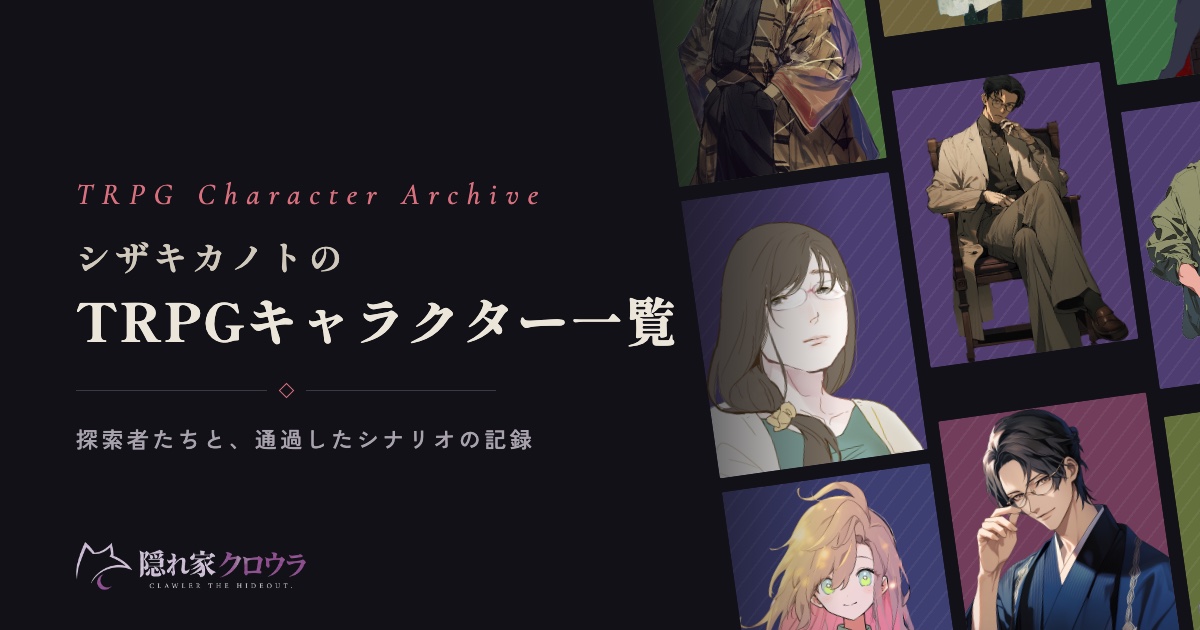 TRPG Character Archive
シザキカノトの
TRPGキャラクター一覧
探索者たちと、通過したシナリオの記録
隠れ家クロウラ
CLAWLER THE HIDEOUT.